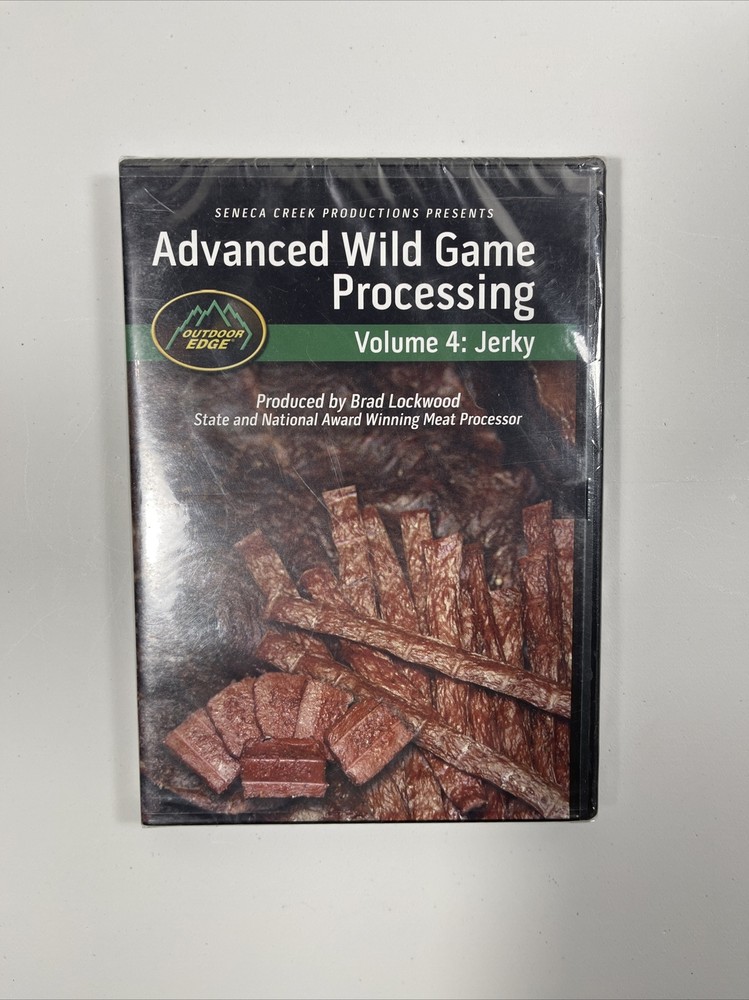 SENECA CREEK PRODUCTIONS PRESENTS
Advanced Wild Game
Processing
OUTDOOR
EDGE
Volume 4: Jerky
Produced by Brad Lockwood
State and National Award Winning Meat Processor